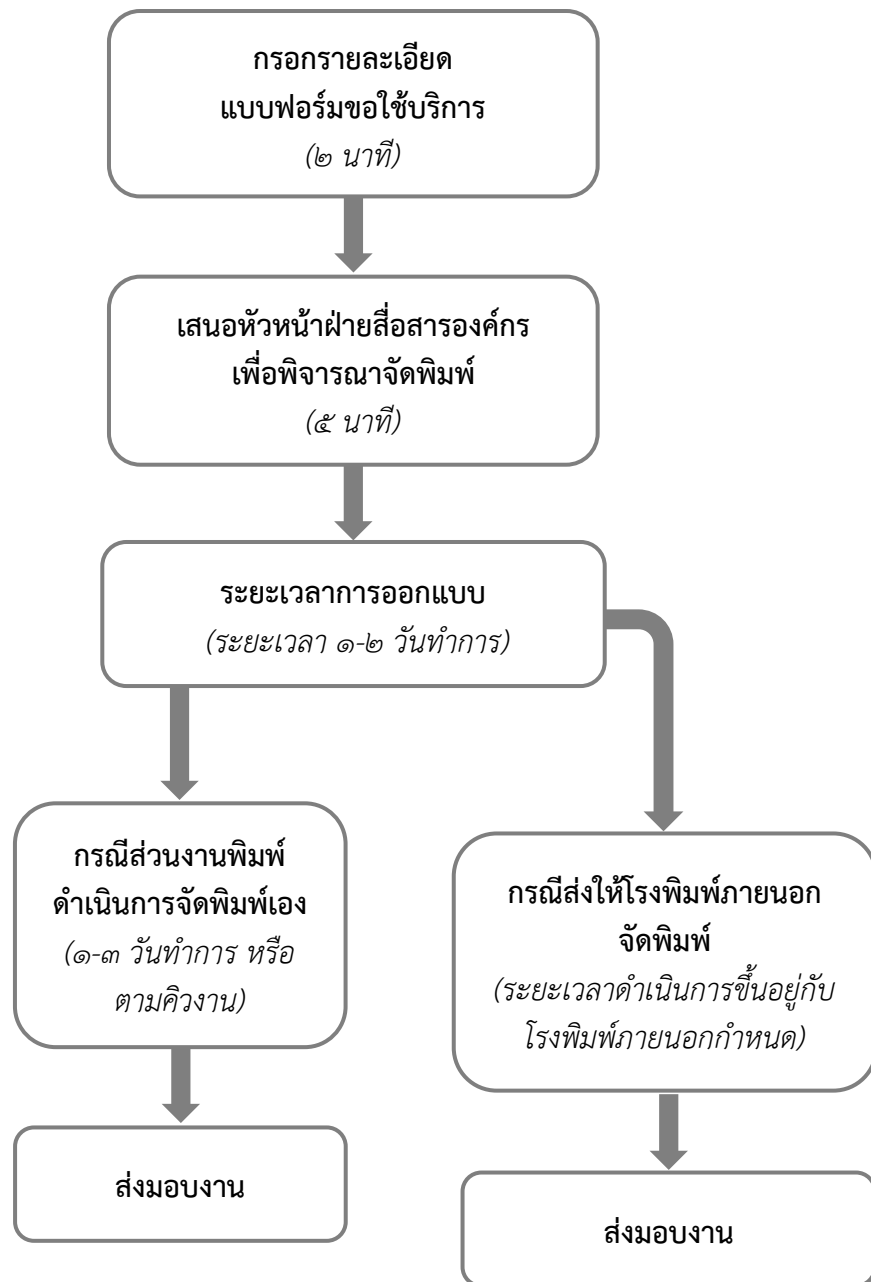 กรอกรายละเอียด
แบบฟอร์มขอใช้บริการ
(๒ นาที)
เสนอหัวหน้าฝ่ายสื่อสารองค์กร
เพื่อพิจารณาจัดพิมพ์
(๕ นาที)
ระยะเวลาการออกแบบ
(ระยะเวลา ๑-๒ วันทำการ)
กรณีส่วนงานพิมพ์
ดำเนินการจัดพิมพ์เอง
(๑-๓ วันทำการ หรือ
ตามคิวงาน)
ส่งมอบงาน
กรณีส่งให้โรงพิมพ์ภายนอก
จัดพิมพ์
(ระยะเวลาดำเนินการขึ้นอยู่กับ
โรงพิมพ์ภายนอกกำหนด)
ส่งมอบงาน